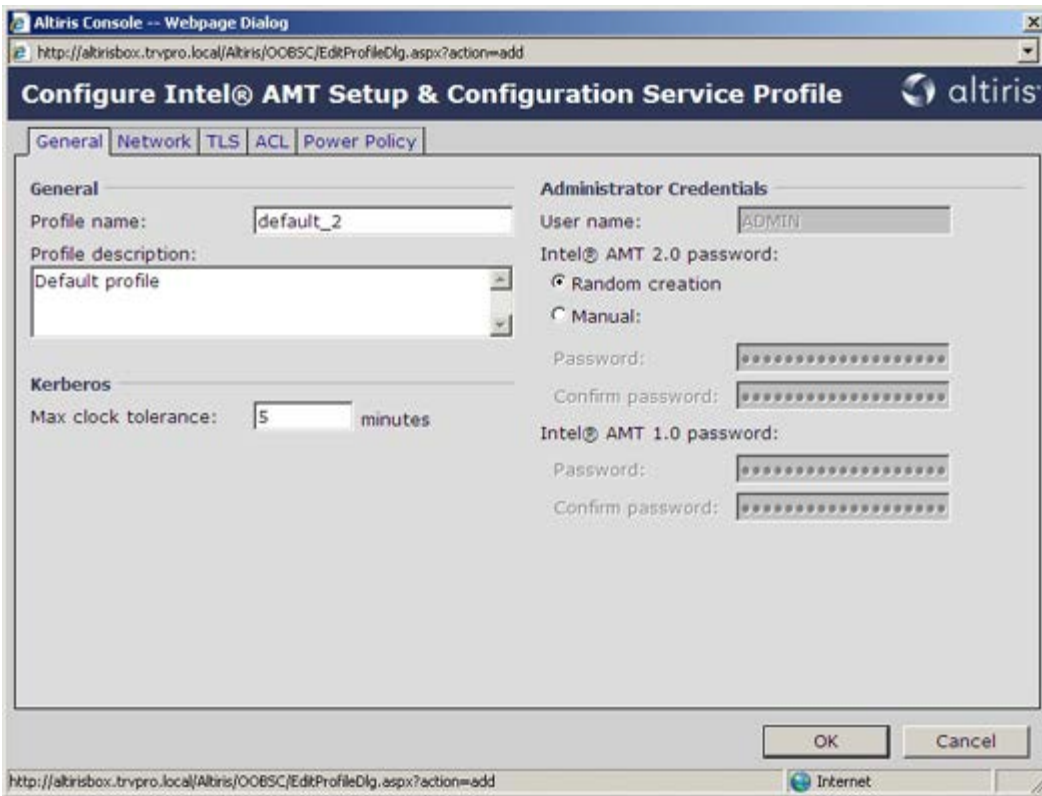 Altiris Console -- Webpage Dialog
http://altirisbox.trvpro.local/Altiris/OOBSC/EditProfileDlg.aspx?action=add
Configure Intel® AMT Setup & Configuration Service Profile
altiris
General Network TLS ACL Power Policy
General
Profile name: default_2
Profile description:
Default profile
Kerberos
Max clock tolerance: 5 minutes
Administrator Credentials
User name: ADMIN
Intel® AMT 2.0 password:
Random creation
Manual:
Password:
Confirm password:
Intel® AMT 1.0 password:
Password:
Confirm password:
OK Cancel
http://altirisbox.trvpro.local/Altiris/OOBSC/EditProfileDlg.aspx?action=add Internet